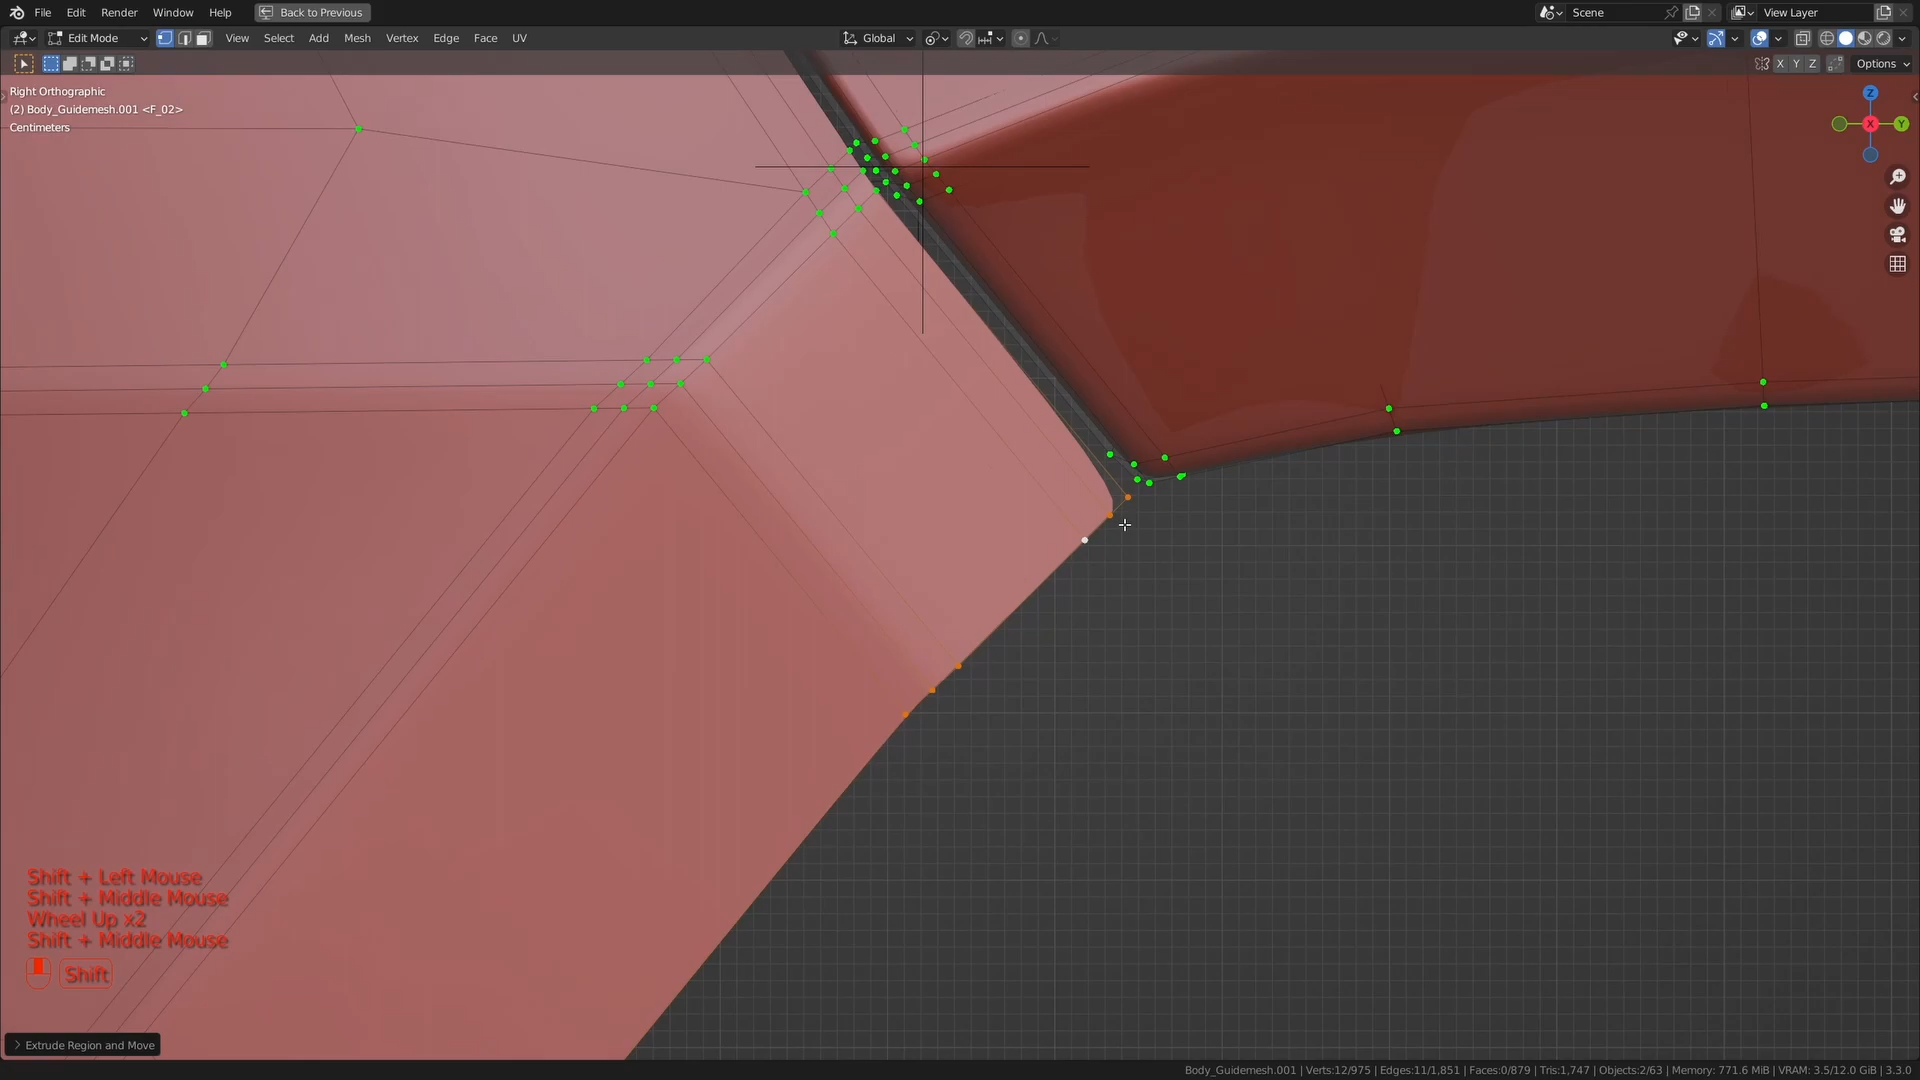 File Edit Render Window Help Back to Previous Scene View Layer
Edit Mode View Select Add Mesh Vertex Edge Face UV Global
X Y Z Options
Right Orthographic
(2) Body_Guidemesh.001 <F_02>
Centimeters
Z
X
Y
Shift + Left Mouse
Shift + Middle Mouse
Wheel Up x2
Shift + Middle Mouse
Shift
Extrude Region and Move
Body_Guidemesh.001 | Verts:12/975 | Edges:11/1,851 | Faces:0/879 | Tris:1,747 | Objects:2/63 | Memory: 771.6 MiB | VRAM: 3.5/12.0 GiB | 3.3.0